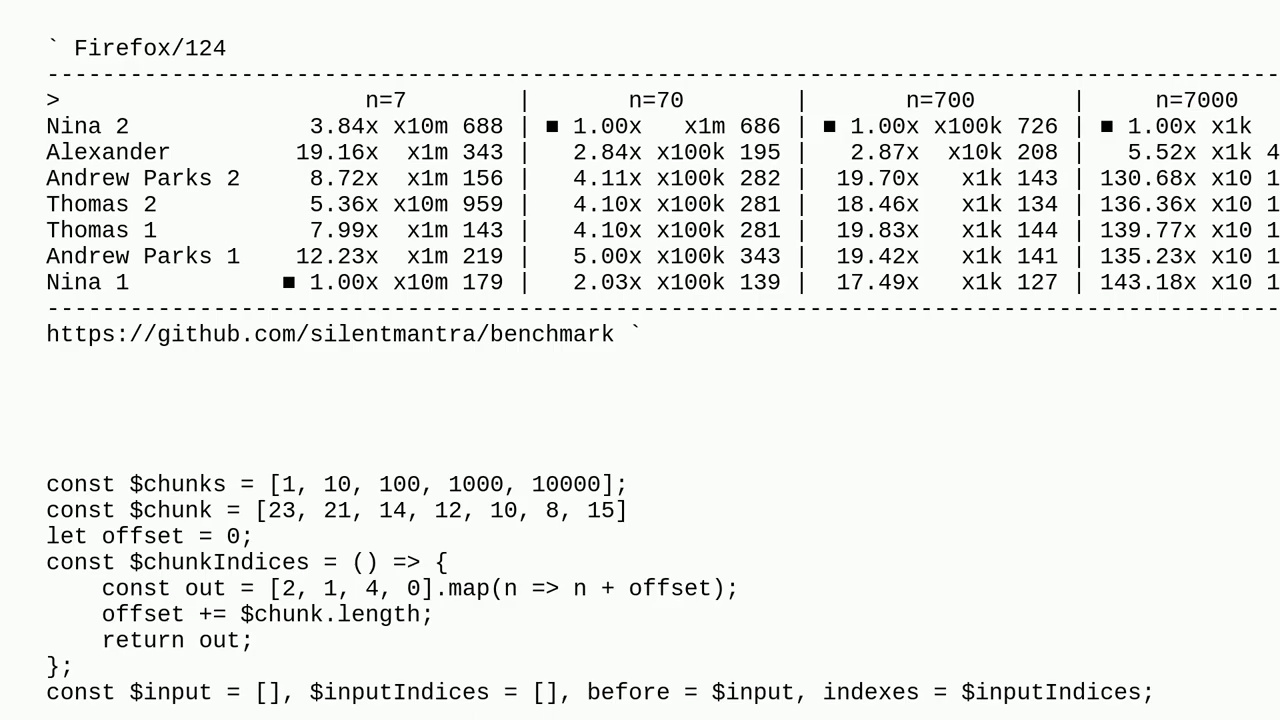 ` Firefox/124
----------------------------------------------------------------------------------------
>                      n=7        |       n=70        |       n=700       |     n=7000
Nina 2             3.84x x10m 688 | ■ 1.00x   x1m 686 | ■ 1.00x x100k 726 | ■ 1.00x x1k
Alexander         19.16x  x1m 343 |   2.84x x100k 195 |   2.87x  x10k 208 |   5.52x x1k 4
Andrew Parks 2     8.72x  x1m 156 |   4.11x x100k 282 |  19.70x   x1k 143 | 130.68x x10 1
Thomas 2           5.36x x10m 959 |   4.10x x100k 281 |  18.46x   x1k 134 | 136.36x x10 1
Thomas 1           7.99x  x1m 143 |   4.10x x100k 281 |  19.83x   x1k 144 | 139.77x x10 1
Andrew Parks 1    12.23x  x1m 219 |   5.00x x100k 343 |  19.42x   x1k 141 | 135.23x x10 1
Nina 1           ■ 1.00x x10m 179 |   2.03x x100k 139 |  17.49x   x1k 127 | 143.18x x10 1
----------------------------------------------------------------------------------------
https://github.com/silentmantra/benchmark `
const $chunks = [1, 10, 100, 1000, 10000];
const $chunk = [23, 21, 14, 12, 10, 8, 15]
let offset = 0;
const $chunkIndices = () => {
    const out = [2, 1, 4, 0].map(n => n + offset);
    offset += $chunk.length;
    return out;
};
const $input = [], $inputIndices = [], before = $input, indexes = $inputIndices;